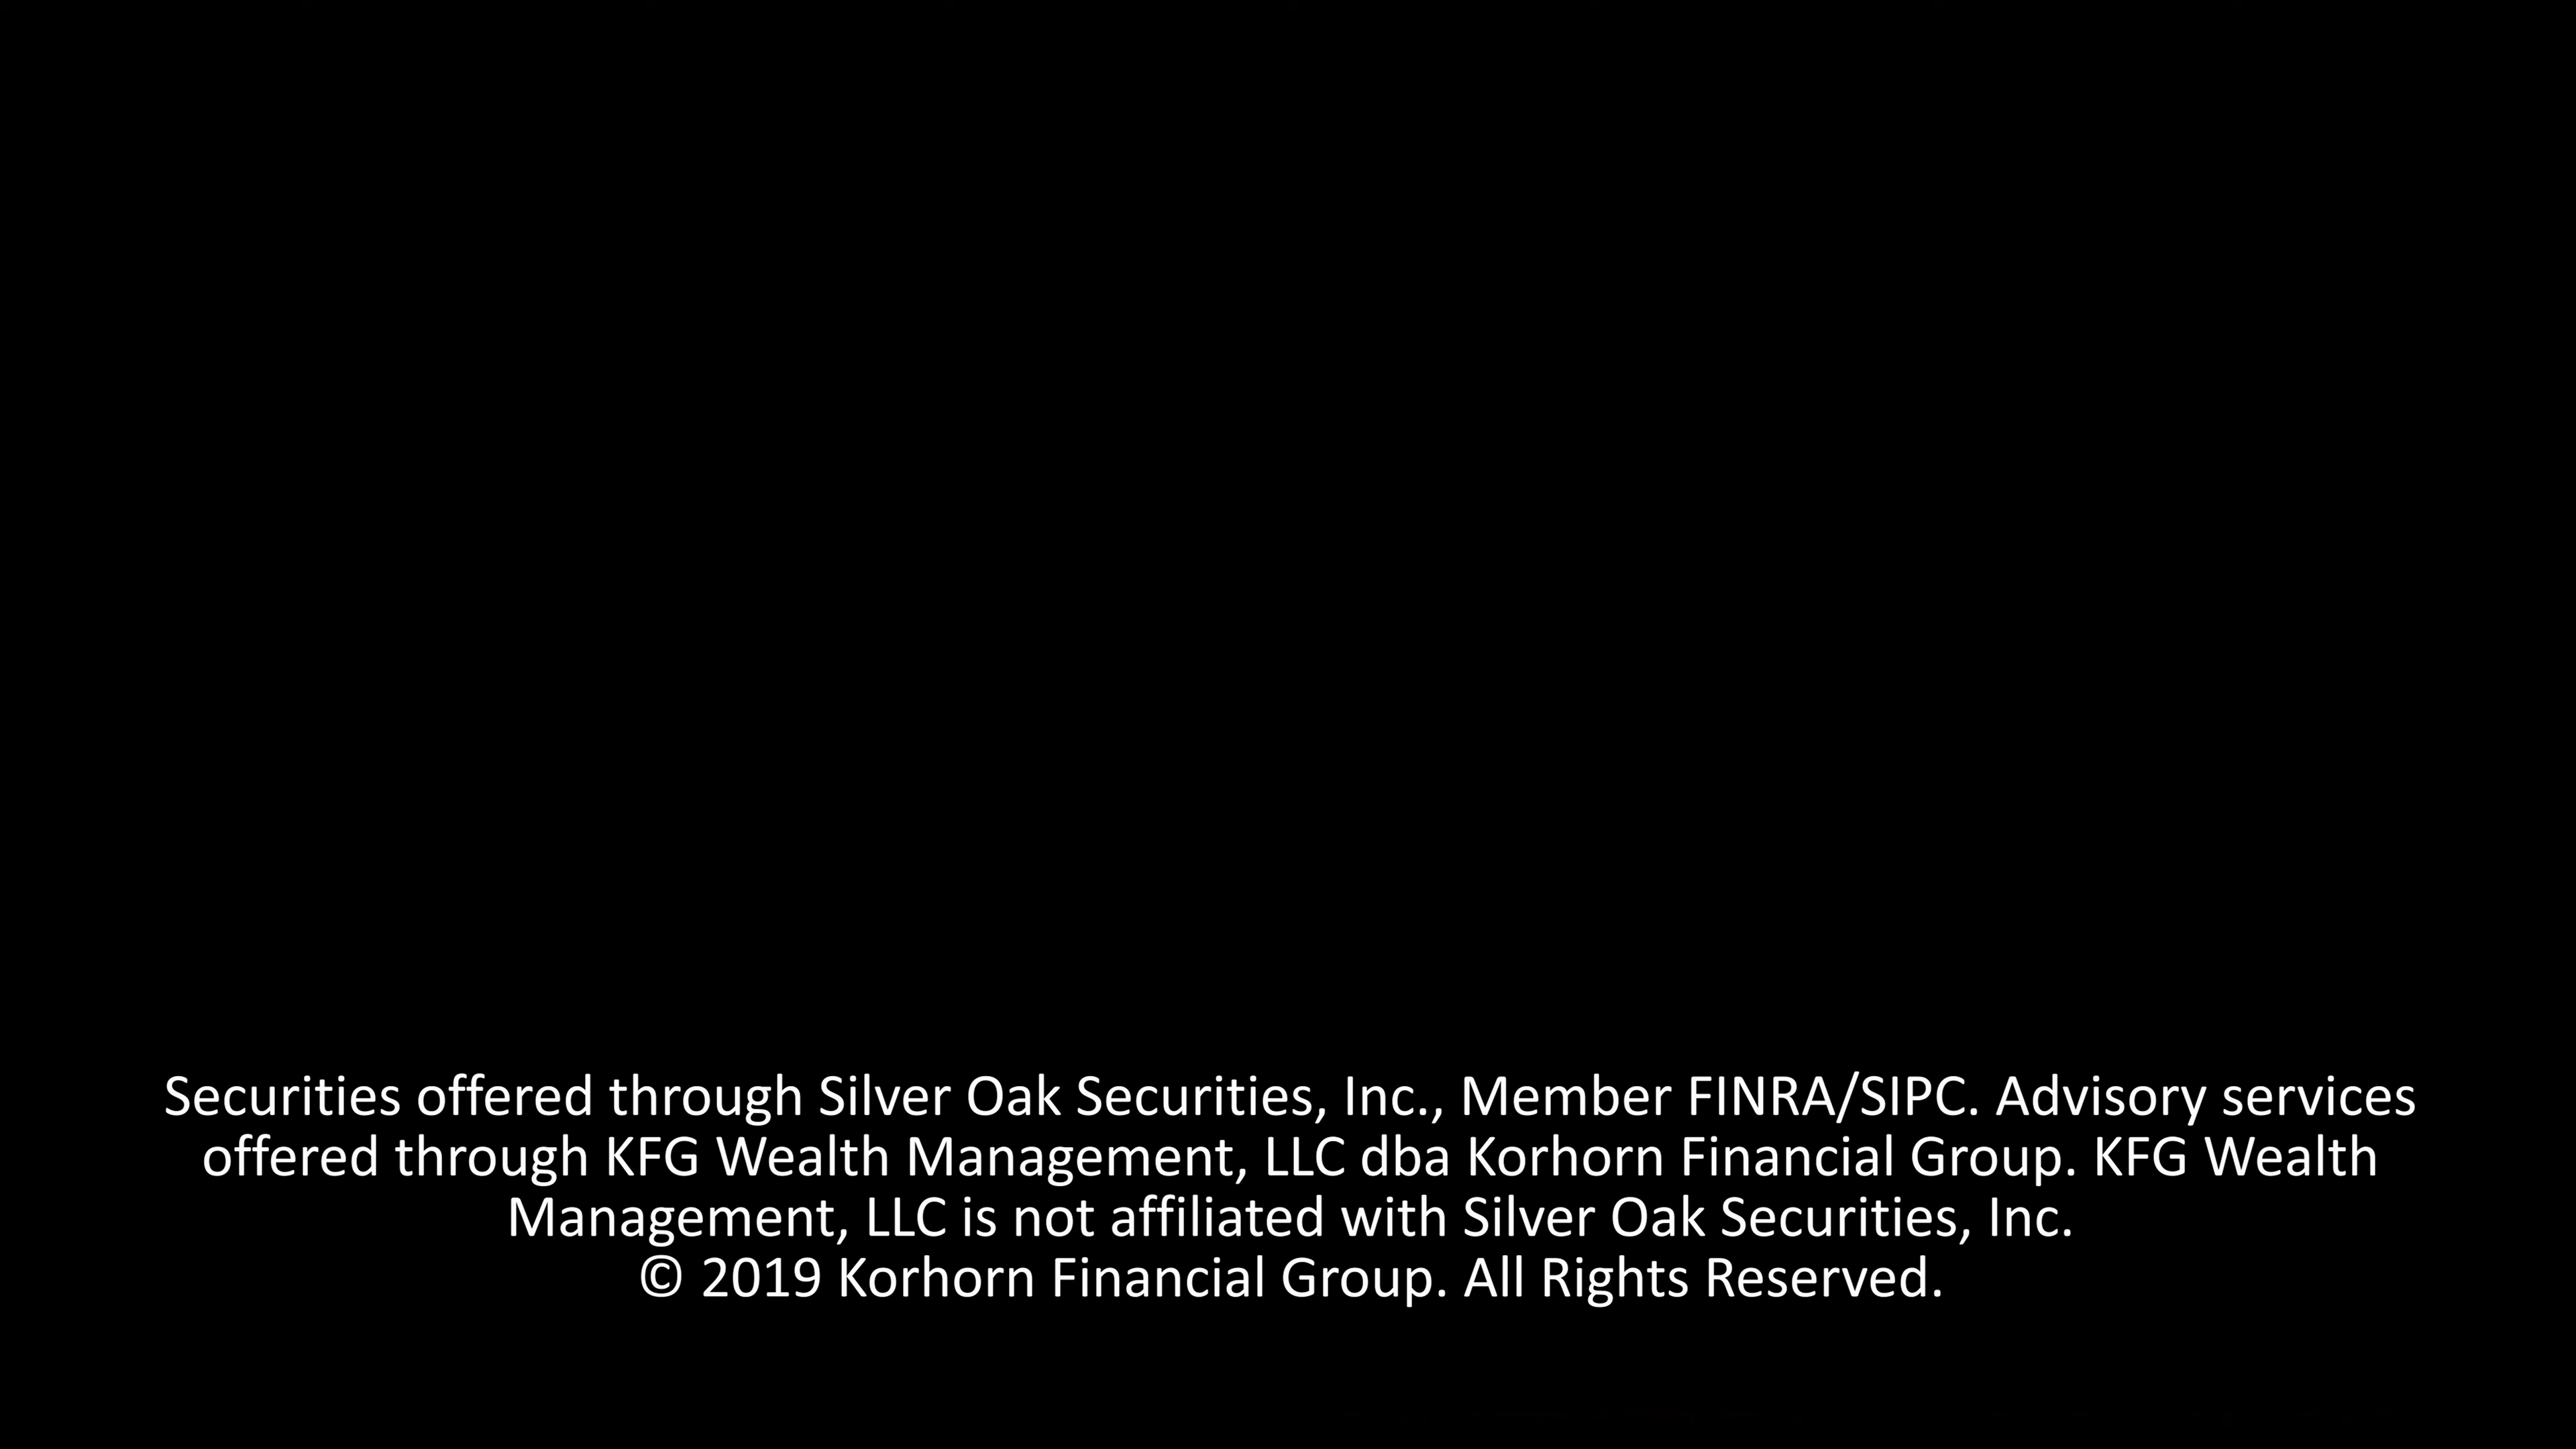 Securities offered through Silver Oak Securities, Inc., Member FINRA/SIPC. Advisory services
offered through KFG Wealth Management, LLC dba Korhorn Financial Group. KFG Wealth
Management, LLC is not affiliated with Silver Oak Securities, Inc.
© 2019 Korhorn Financial Group. All Rights Reserved.